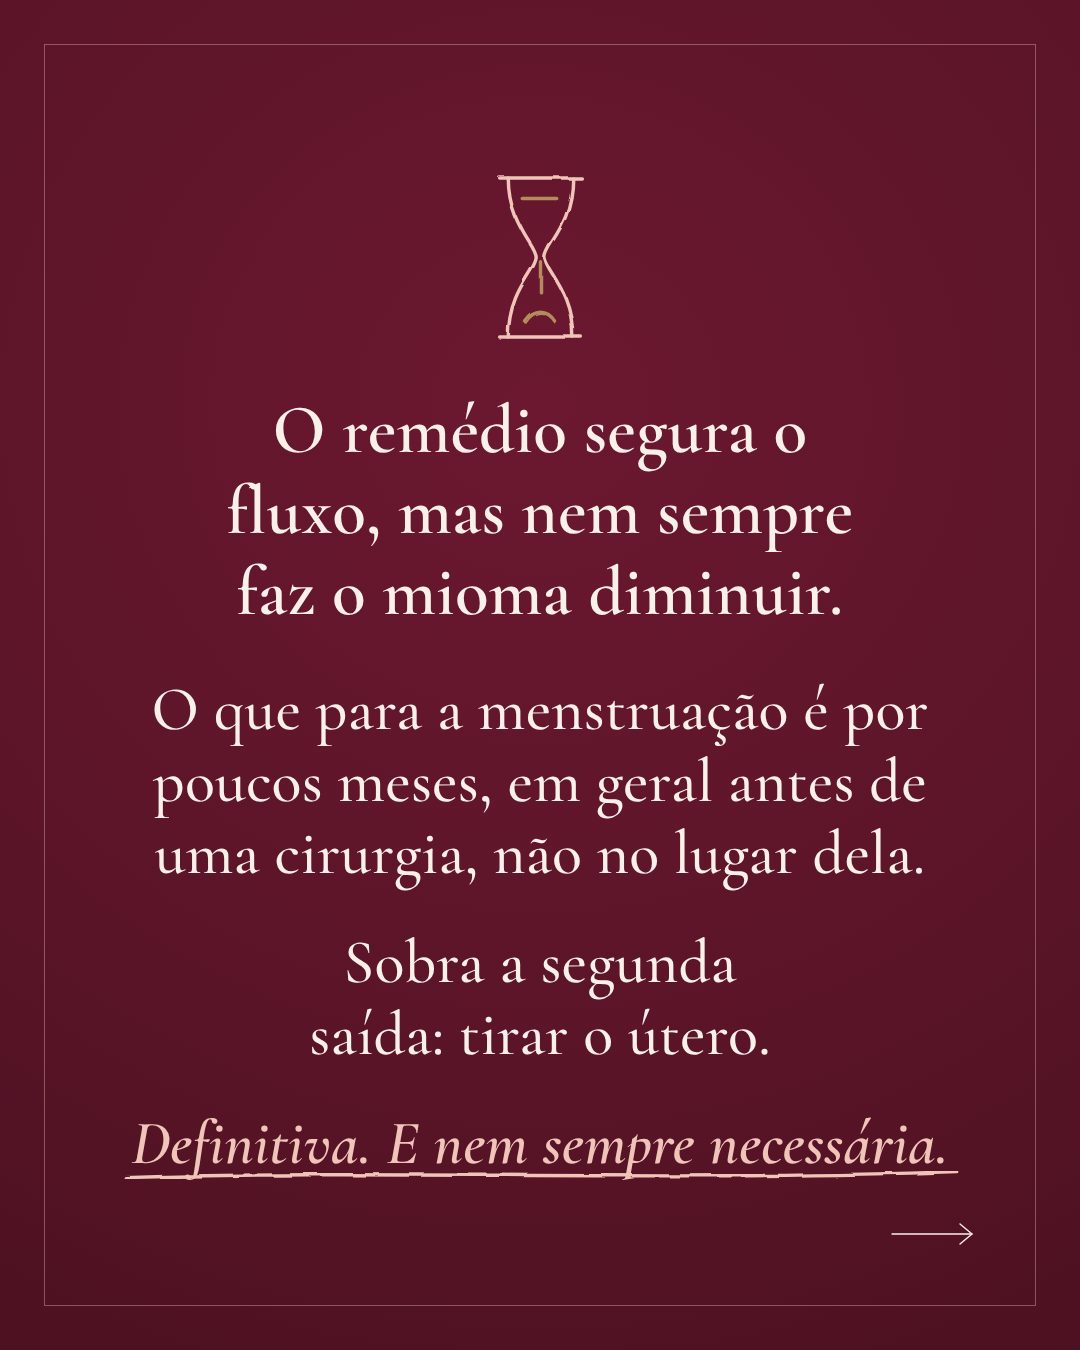 O remédio segura o
fluxo, mas nem sempre
faz o mioma diminuir.
O que para a menstruação é por
poucos meses, em geral antes de
uma cirurgia, não no lugar dela.
Sobra a segunda
saída: tirar o útero.
Definitiva. E nem sempre necessária.